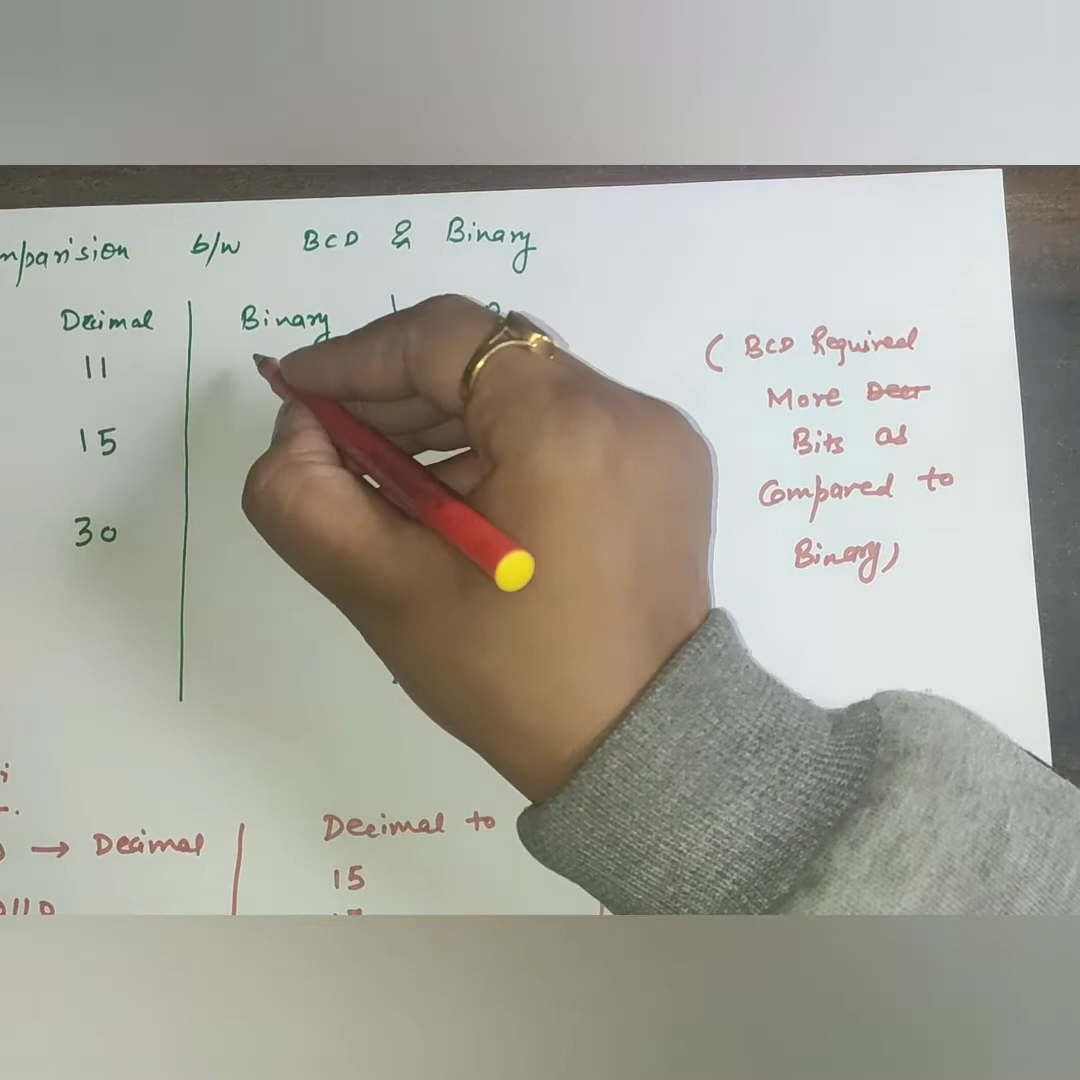 mparision b/w BCD & Binary
Decimal Binary
11
15
30
( BCD Required
More Deer
Bits as
Compared to
Binary)
→ Decimal
0110
Decimal to
15